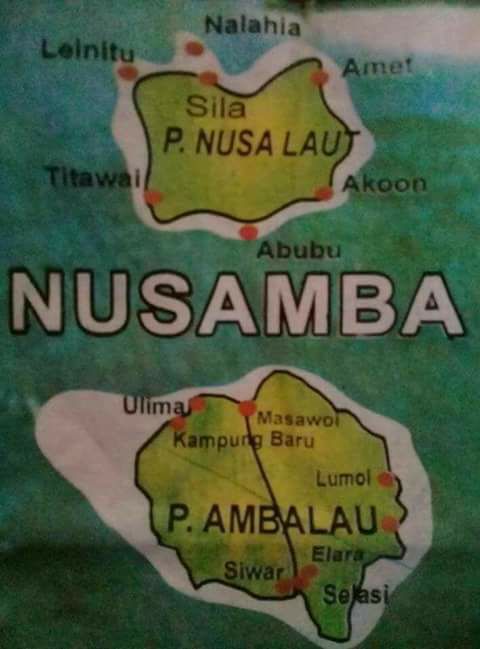 Nalahia
Leinitu
Amet
Sila
P. NUSA LAUT
Titawai
Akoon
Abubu
NUSAMBA
Ulima
Masawoi
Kampung Baru
Lumoi
P. AMBALAU
Elara
Siwar
Selasi